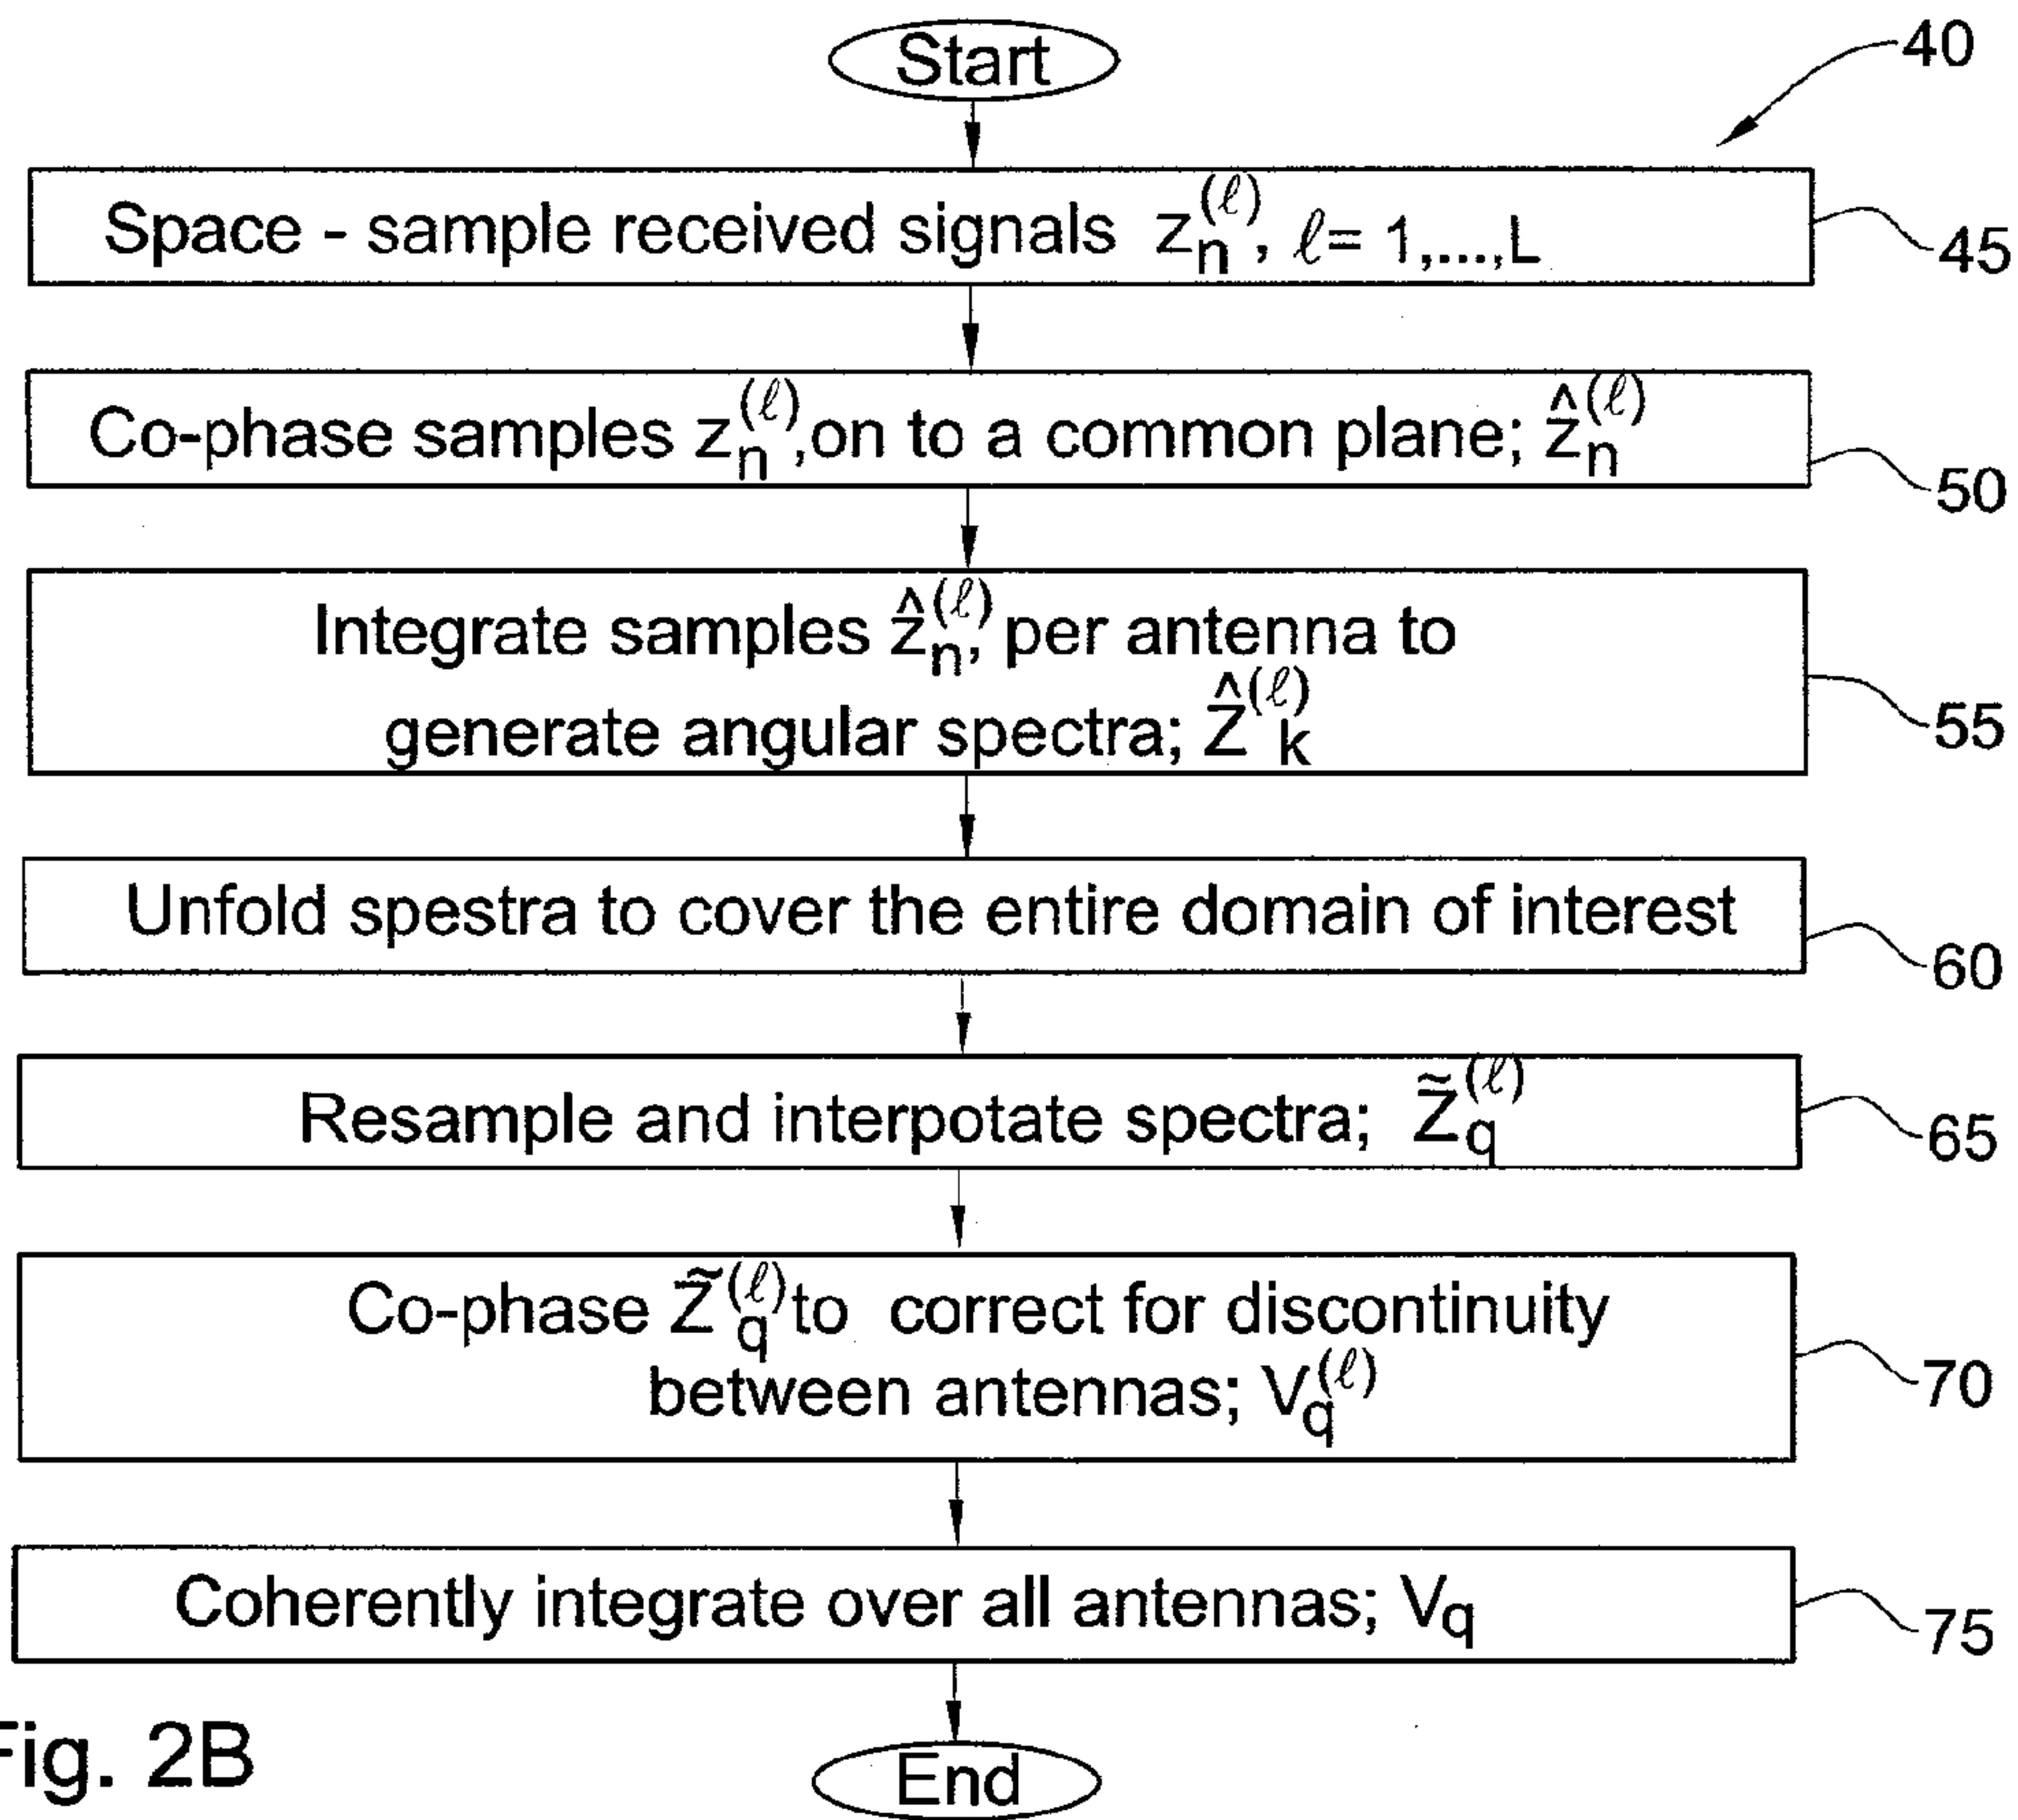 Start
40
Space - sample received signals z_n^(ℓ), ℓ= 1,...,L
45
Co-phase samples z_n^(ℓ),on to a common plane; ẑ_n^(ℓ)
50
Integrate samples ẑ_n^(ℓ), per antenna to
generate angular spectra; Ẑ_k^(ℓ)
55
Unfold spestra to cover the entire domain of interest
60
Resample and interpotate spectra; Z̃_q^(ℓ)
65
Co-phase Z̃_q^(ℓ) to correct for discontinuity
between antennas; V_q^(ℓ)
70
Coherently integrate over all antennas; V_q
75
End
Fig. 2B